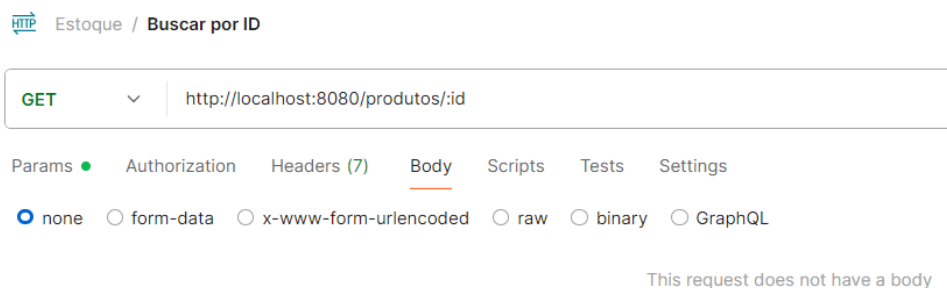 HTTP Estoque / Buscar por ID
GET http://localhost:8080/produtos/:id
Params Authorization Headers (7) Body Scripts Tests Settings
none form-data x-www-form-urlencoded raw binary GraphQL
This request does not have a body